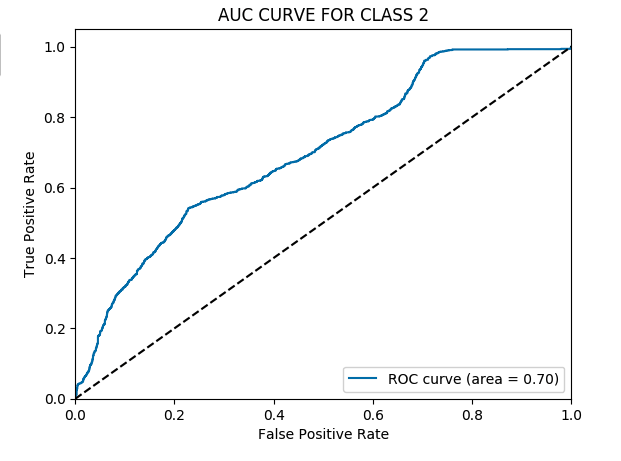 AUC CURVE FOR CLASS 2
True Positive Rate
1.0
0.8
0.6
0.4
0.2
0.0
ROC curve (area = 0.70)
0.0 0.2 0.4 0.6 0.8 1.0
False Positive Rate